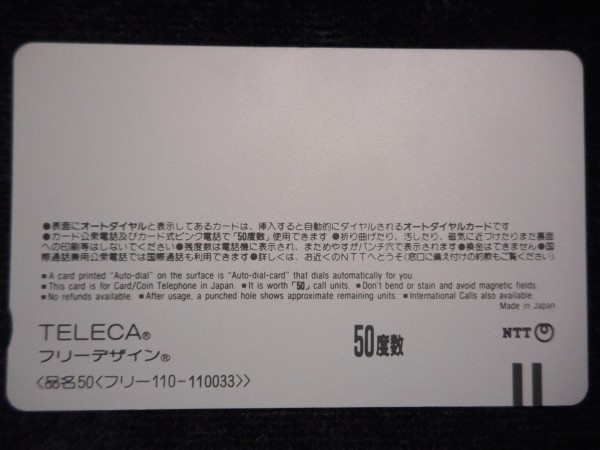 ●表面にオートダイヤルと表示してあるカードは、挿入すると自動的にダイヤルされるオートダイヤルカードです
●カード公衆電話及びカード式ピンク電話で「50度数」使用できます●折り曲げたり、汚したり、磁気に近づけたりまた裏面
への印刷等はしないでください●残度数は電話機に表示され、まためやすがパンチ穴で表示されます●換金はできません●国
際通話兼用公衆電話では国際通話も利用できます●詳しくは、お近くのNTTへどうぞ(窓口に備え付けの約款もご覧ください)
■A card printed "Auto-dial" on the surface is "Auto-dial-card" that dials automatically for you.
■This card is for Card/Coin Telephone in Japan. ■It is worth「50」call units. ■Don't bend or stain and avoid magnetic fields.
■No refunds available. ■After usage, a punched hole shows approximate remaining units. ■International Calls also available.
Made in Japan
TELECA®
フリーデザイン®
50度数
NTT
〈品名50〈フリー110-110033〉〉